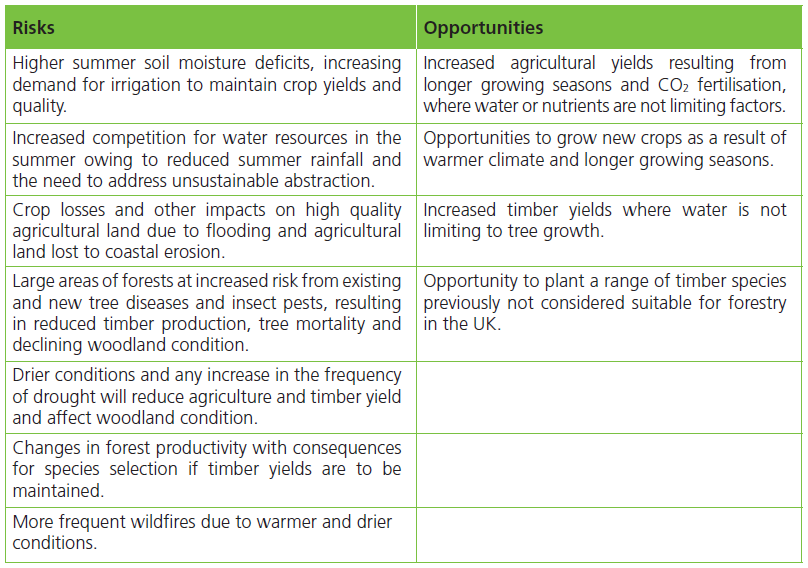 Risks
Opportunities
Higher summer soil moisture deficits, increasing
demand for irrigation to maintain crop yields and
quality.
Increased agricultural yields resulting from
longer growing seasons and CO₂ fertilisation,
where water or nutrients are not limiting factors.
Increased competition for water resources in the
summer owing to reduced summer rainfall and
the need to address unsustainable abstraction.
Opportunities to grow new crops as a result of
warmer climate and longer growing seasons.
Crop losses and other impacts on high quality
agricultural land due to flooding and agricultural
land lost to coastal erosion.
Increased timber yields where water is not
limiting to tree growth.
Large areas of forests at increased risk from existing
and new tree diseases and insect pests, resulting
in reduced timber production, tree mortality and
declining woodland condition.
Opportunity to plant a range of timber species
previously not considered suitable for forestry
in the UK.
Drier conditions and any increase in the frequency
of drought will reduce agriculture and timber yield
and affect woodland condition.
Changes in forest productivity with consequences
for species selection if timber yields are to be
maintained.
More frequent wildfires due to warmer and drier
conditions.